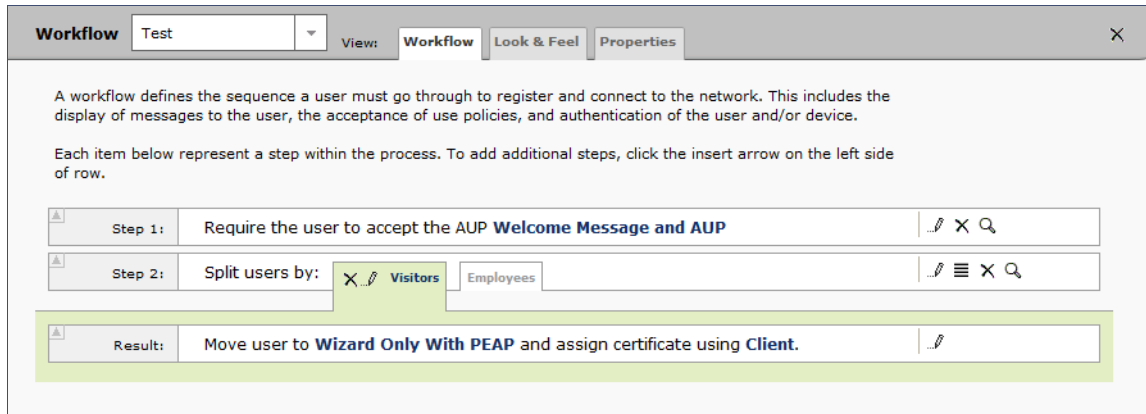 Workflow Test View: Workflow Look & Feel Properties
A workflow defines the sequence a user must go through to register and connect to the network. This includes the
display of messages to the user, the acceptance of use policies, and authentication of the user and/or device.
Each item below represent a step within the process. To add additional steps, click the insert arrow on the left side
of row.
Step 1: Require the user to accept the AUP Welcome Message and AUP
Step 2: Split users by: Visitors Employees
Result: Move user to Wizard Only With PEAP and assign certificate using Client.